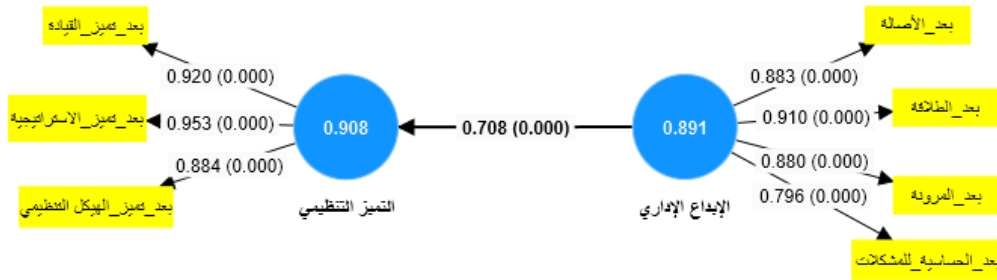 بعد_تميز_القيادة
0.920 (0.000)
بعد_تميز_الاستراتيجية
0.953 (0.000)
بعد_تميز_الهيكل التنظيمي
0.884 (0.000)
0.908
التميز التنظيمي
0.708 (0.000)
0.891
الإبداع الإداري
بعد_الأصالة
0.883 (0.000)
بعد_الطلاقة
0.910 (0.000)
بعد_المرونة
0.880 (0.000)
بعد_الحساسية_للمشكلات
0.796 (0.000)